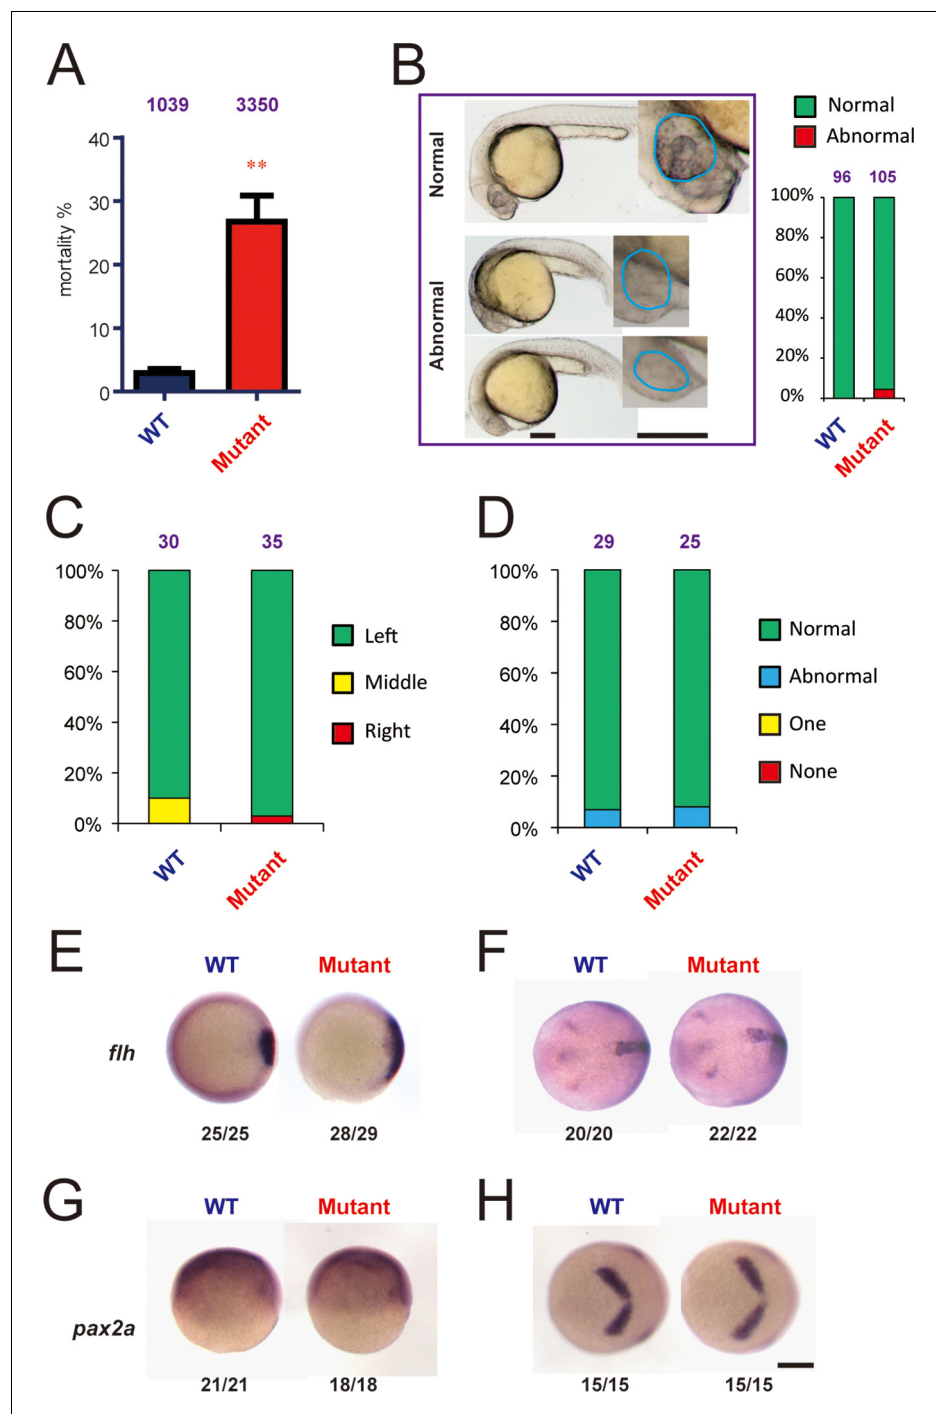 A
1039 3350
40
30
20
10
0
**
mortality %
WT
Mutant
B
Normal
Abnormal
Normal
Abnormal
96 105
100%
80%
60%
40%
20%
0%
WT
Mutant
C
30 35
100%
80%
60%
40%
20%
0%
Left
Middle
Right
WT
Mutant
D
29 25
100%
80%
60%
40%
20%
0%
Normal
Abnormal
One
None
WT
Mutant
E
WT Mutant
flh
25/25 28/29
F
WT Mutant
20/20 22/22
G
WT Mutant
pax2a
21/21 18/18
H
WT Mutant
15/15 15/15